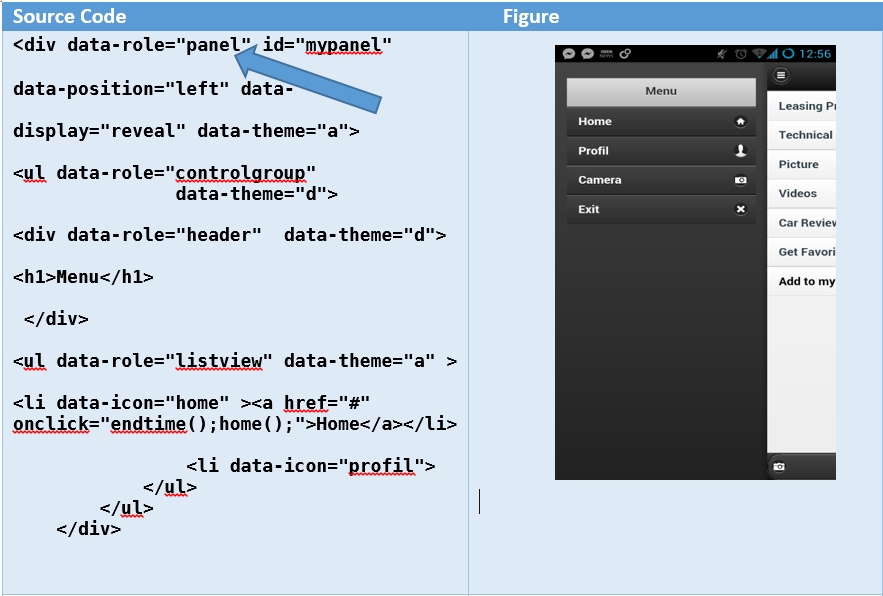 Source Code
Figure
<div data-role="panel" id="mypanel"
data-position="left" data-
display="reveal" data-theme="a">
<ul data-role="controlgroup"
data-theme="d">
<div data-role="header"  data-theme="d">
<h1>Menu</h1>
</div>
<ul data-role="listview" data-theme="a" >
<li data-icon="home" ><a href="#"
onclick="endtime();home();">Home</a></li>
<li data-icon="profil">
</ul>
</ul>
</div>
BBC
NEWS
12:56
Menu
Home
Profil
Camera
Exit
Leasing Pr
Technical
Picture
Videos
Car Review
Get Favori
Add to my